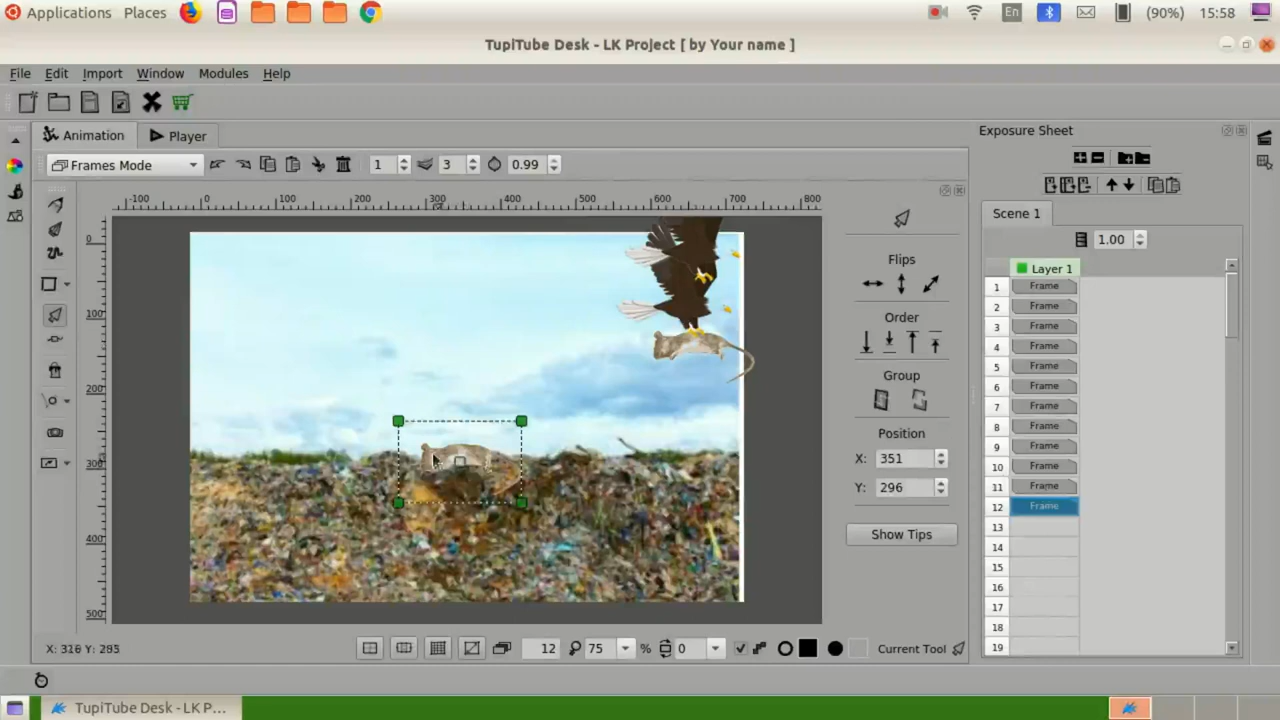 Applications Places En (90%) 15:58
TupiTube Desk - LK Project [ by Your name ]
File Edit Import Window Modules Help
Animation Player
Frames Mode 1 3 0.99
-100 0 100 200 300 400 500 600 700 800
0
100
200
300
400
500
Flips
Order
Group
Position
X: 351
Y: 296
Show Tips
Exposure Sheet
Scene 1
1.00
Layer 1
1 Frame
2 Frame
3 Frame
4 Frame
5 Frame
6 Frame
7 Frame
8 Frame
9 Frame
10 Frame
11 Frame
12 Frame
13
14
15
16
17
18
19
X: 316 Y: 295 12 75 % 0 Current Tool
TupiTube Desk - LK P...